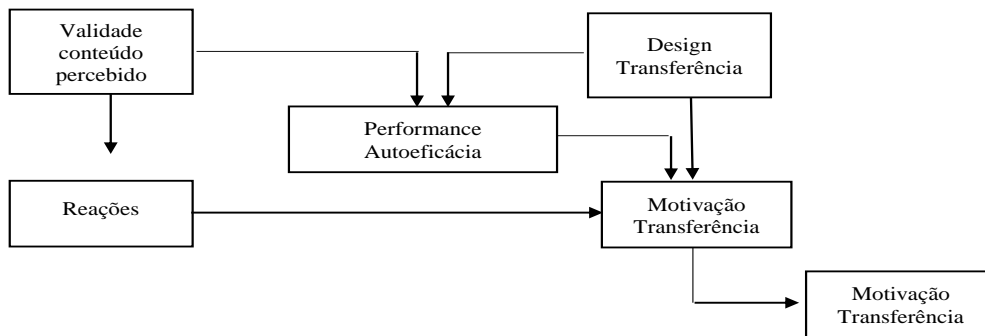 Validade
conteúdo
percebido
Design
Transferência
Performance
Autoeficácia
Reações
Motivação
Transferência
Motivação
Transferência